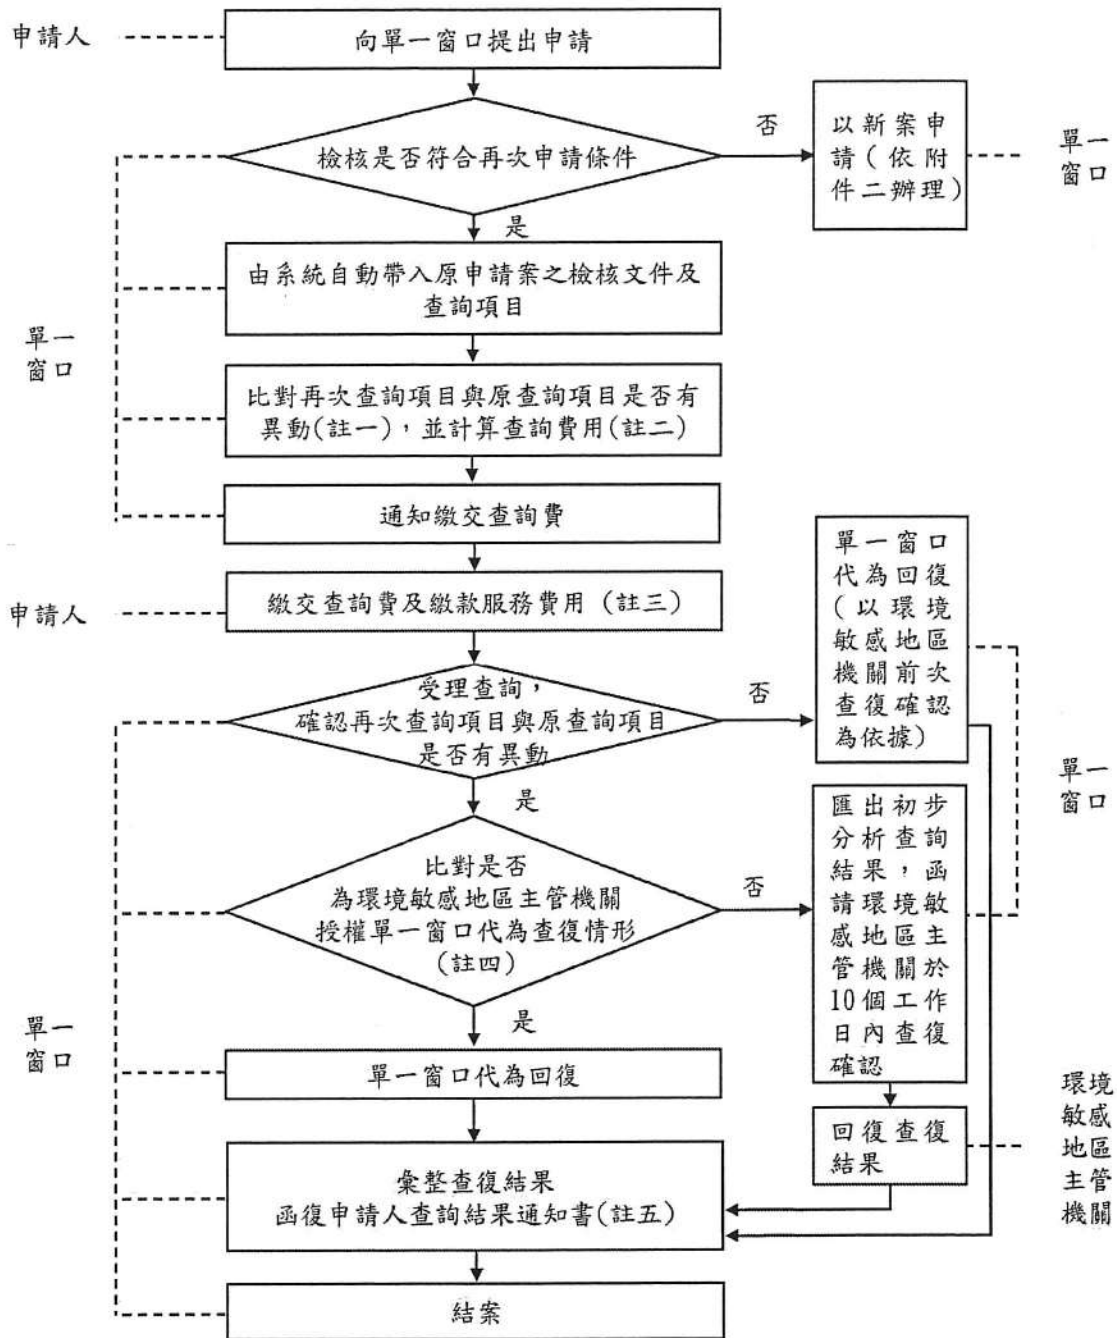 申請人
向單一窗口提出申請
檢核是否符合再次申請條件
否
以新案申
請(依附
件二辦理)
單一
窗口
是
由系統自動帶入原申請案之檢核文件及
查詢項目
單一
窗口
比對再次查詢項目與原查詢項目是否有
異動(註一),並計算查詢費用(註二)
通知繳交查詢費
申請人
繳交查詢費及繳款服務費用(註三)
受理查詢,
確認再次查詢項目與原查詢項目
是否有異動
否
單一窗口
代為回復
(以環境
敏感地區
機關前次
查復確認
為依據)
單一
窗口
是
比對是否
為環境敏感地區主管機關
授權單一窗口代為查復情形
(註四)
否
匯出初步
分析查詢
結果,函
請環境敏
感地區主
管機關於
10個工作
日內查復
確認
是
單一
窗口
單一窗口代為回復
回復查復
結果
環境
敏感
地區
主管
機關
彙整查復結果
函復申請人查詢結果通知書(註五)
結案